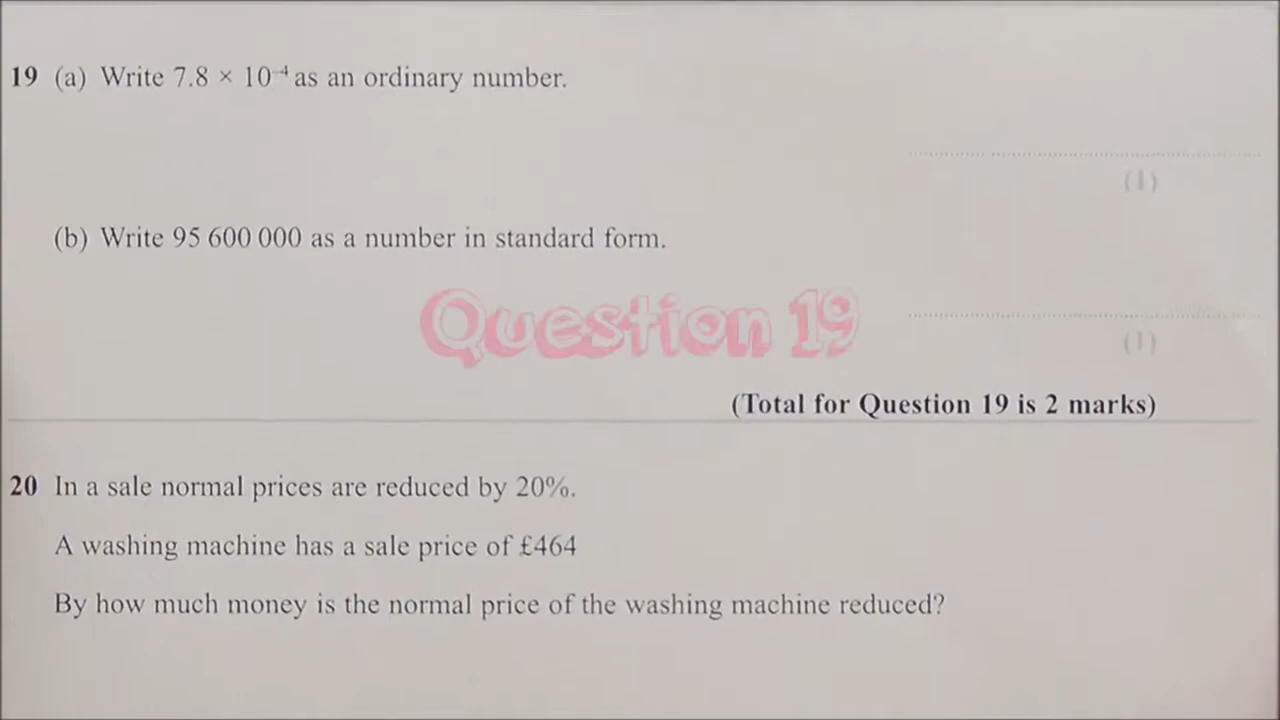 19 (a) Write 7.8 × 10⁻⁴ as an ordinary number.
(1)
(b) Write 95 600 000 as a number in standard form.
Question 19
(1)
(Total for Question 19 is 2 marks)
20 In a sale normal prices are reduced by 20%.
A washing machine has a sale price of £464
By how much money is the normal price of the washing machine reduced?